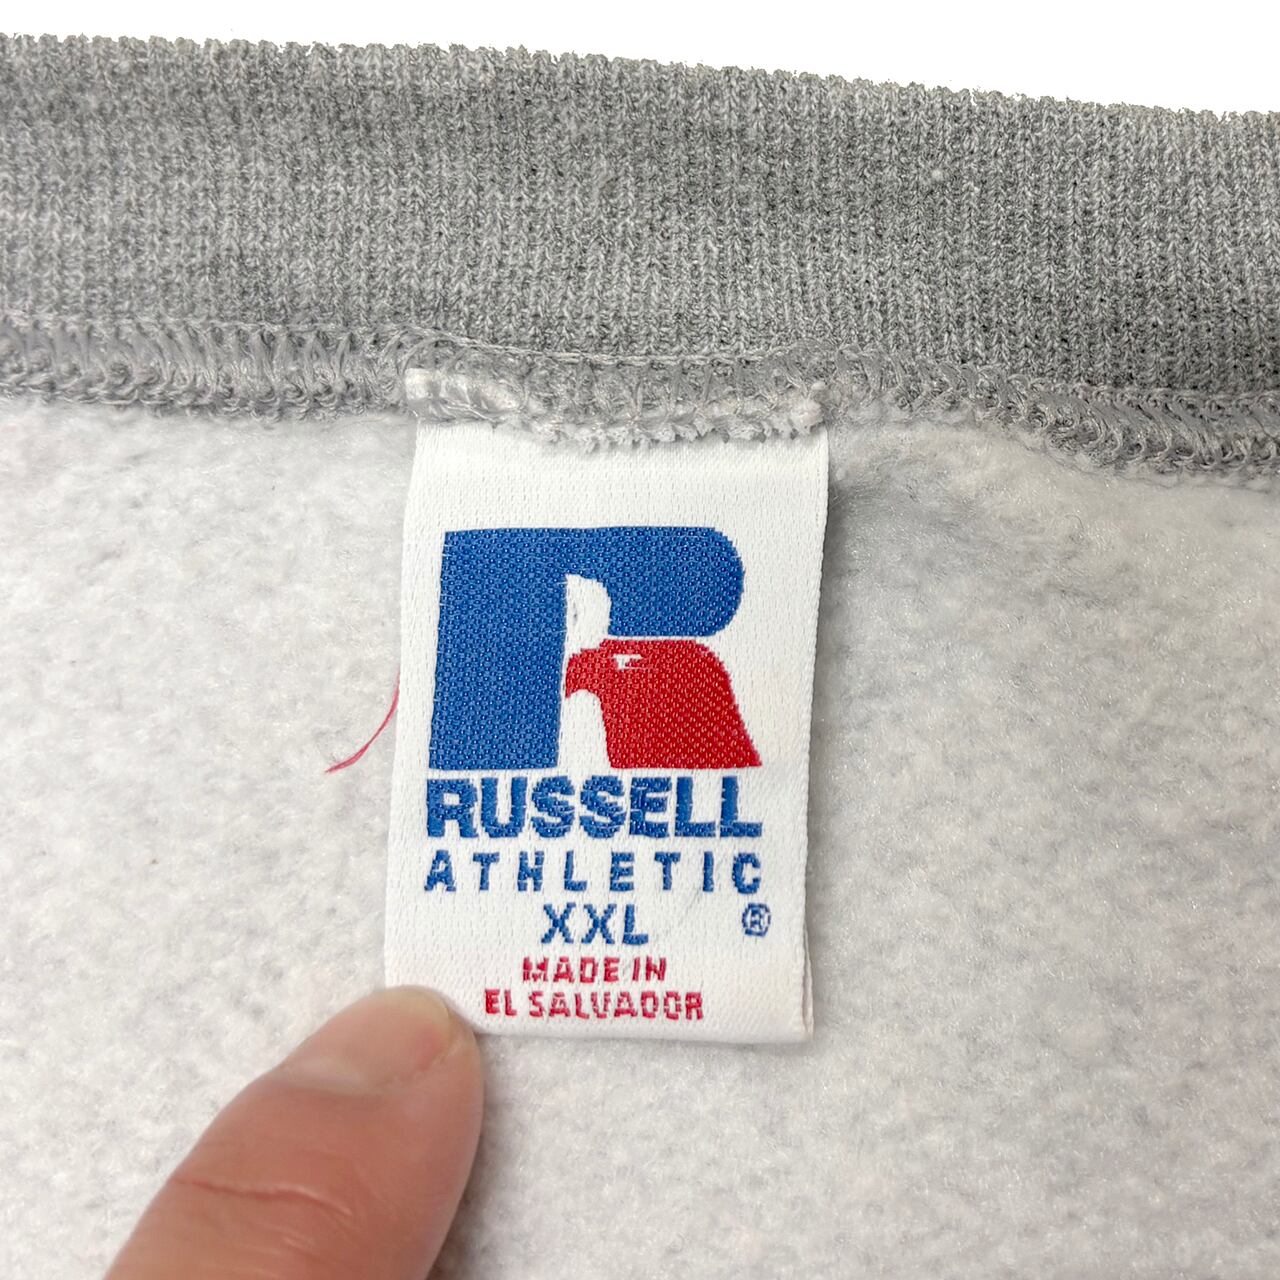 RUSSELL
ATHLETIC
XXL ®
MADE IN
EL SALVADOR